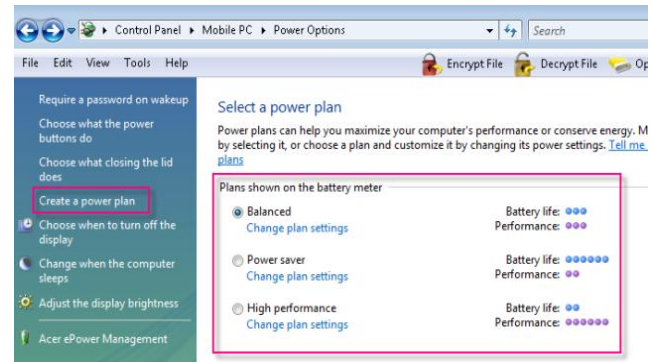 Control Panel ▸ Mobile PC ▸ Power Options
Search
File Edit View Tools Help
Encrypt File Decrypt File Op
Require a password on wakeup
Choose what the power
buttons do
Choose what closing the lid
does
Create a power plan
Choose when to turn off the
display
Change when the computer
sleeps
Adjust the display brightness
Acer ePower Management
Select a power plan
Power plans can help you maximize your computer's performance or conserve energy. M
by selecting it, or choose a plan and customize it by changing its power settings. Tell me
plans
Plans shown on the battery meter
Balanced Battery life:
Change plan settings Performance:
Power saver Battery life:
Change plan settings Performance:
High performance Battery life:
Change plan settings Performance: